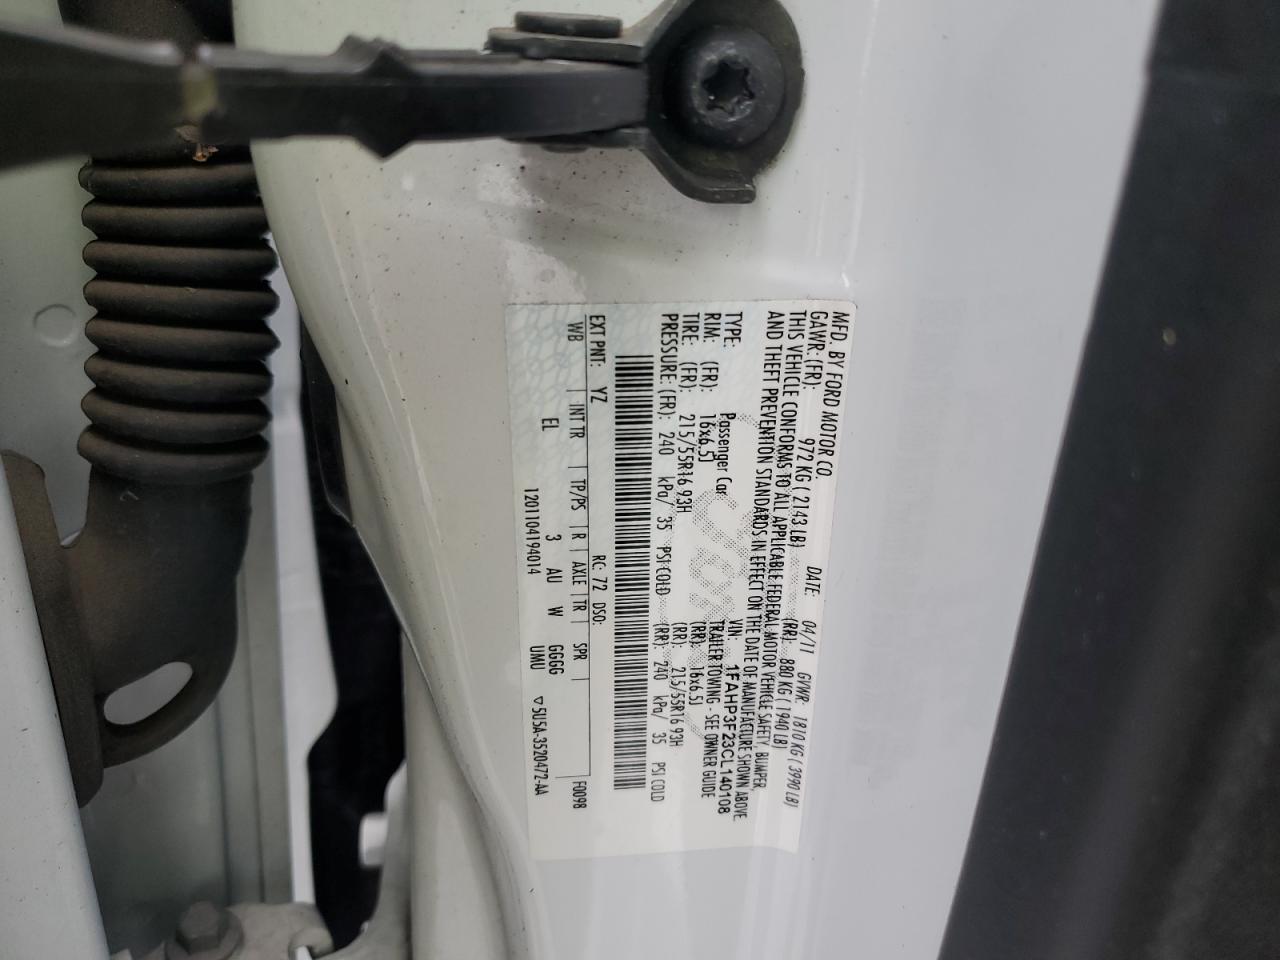 MFD. BY FORD MOTOR CO.
DATE: 04/11 GVWR: 1810 KG ( 3990 LB)
GAWR: (FR): 972 KG ( 2143 LB) (RR): 880 KG ( 1940 LB)
THIS VEHICLE CONFORMS TO ALL APPLICABLE FEDERAL MOTOR VEHICLE SAFETY, BUMPER,
AND THEFT PREVENTION STANDARDS IN EFFECT ON THE DATE OF MANUFACTURE SHOWN ABOVE.
VIN: 1FAHP3F23CL140108
TYPE: Passenger Car TRAILER TOWING - SEE OWNER GUIDE
RIM: (FR): 16x6.5J (RR): 16x6.5J
TIRE: (FR): 215/55R16 93H (RR): 215/55R16 93H
PRESSURE: (FR): 240 kPa/ 35 PSI COLD (RR): 240 kPa/ 35 PSI COLD
EXT PNT: YZ RC: 72 DSO: F0098
WB INT TR TP/PS R AXLE TR SPR
EL 3 AU W GGGG
UMU
1201104194014 5U5A-3520472-AA